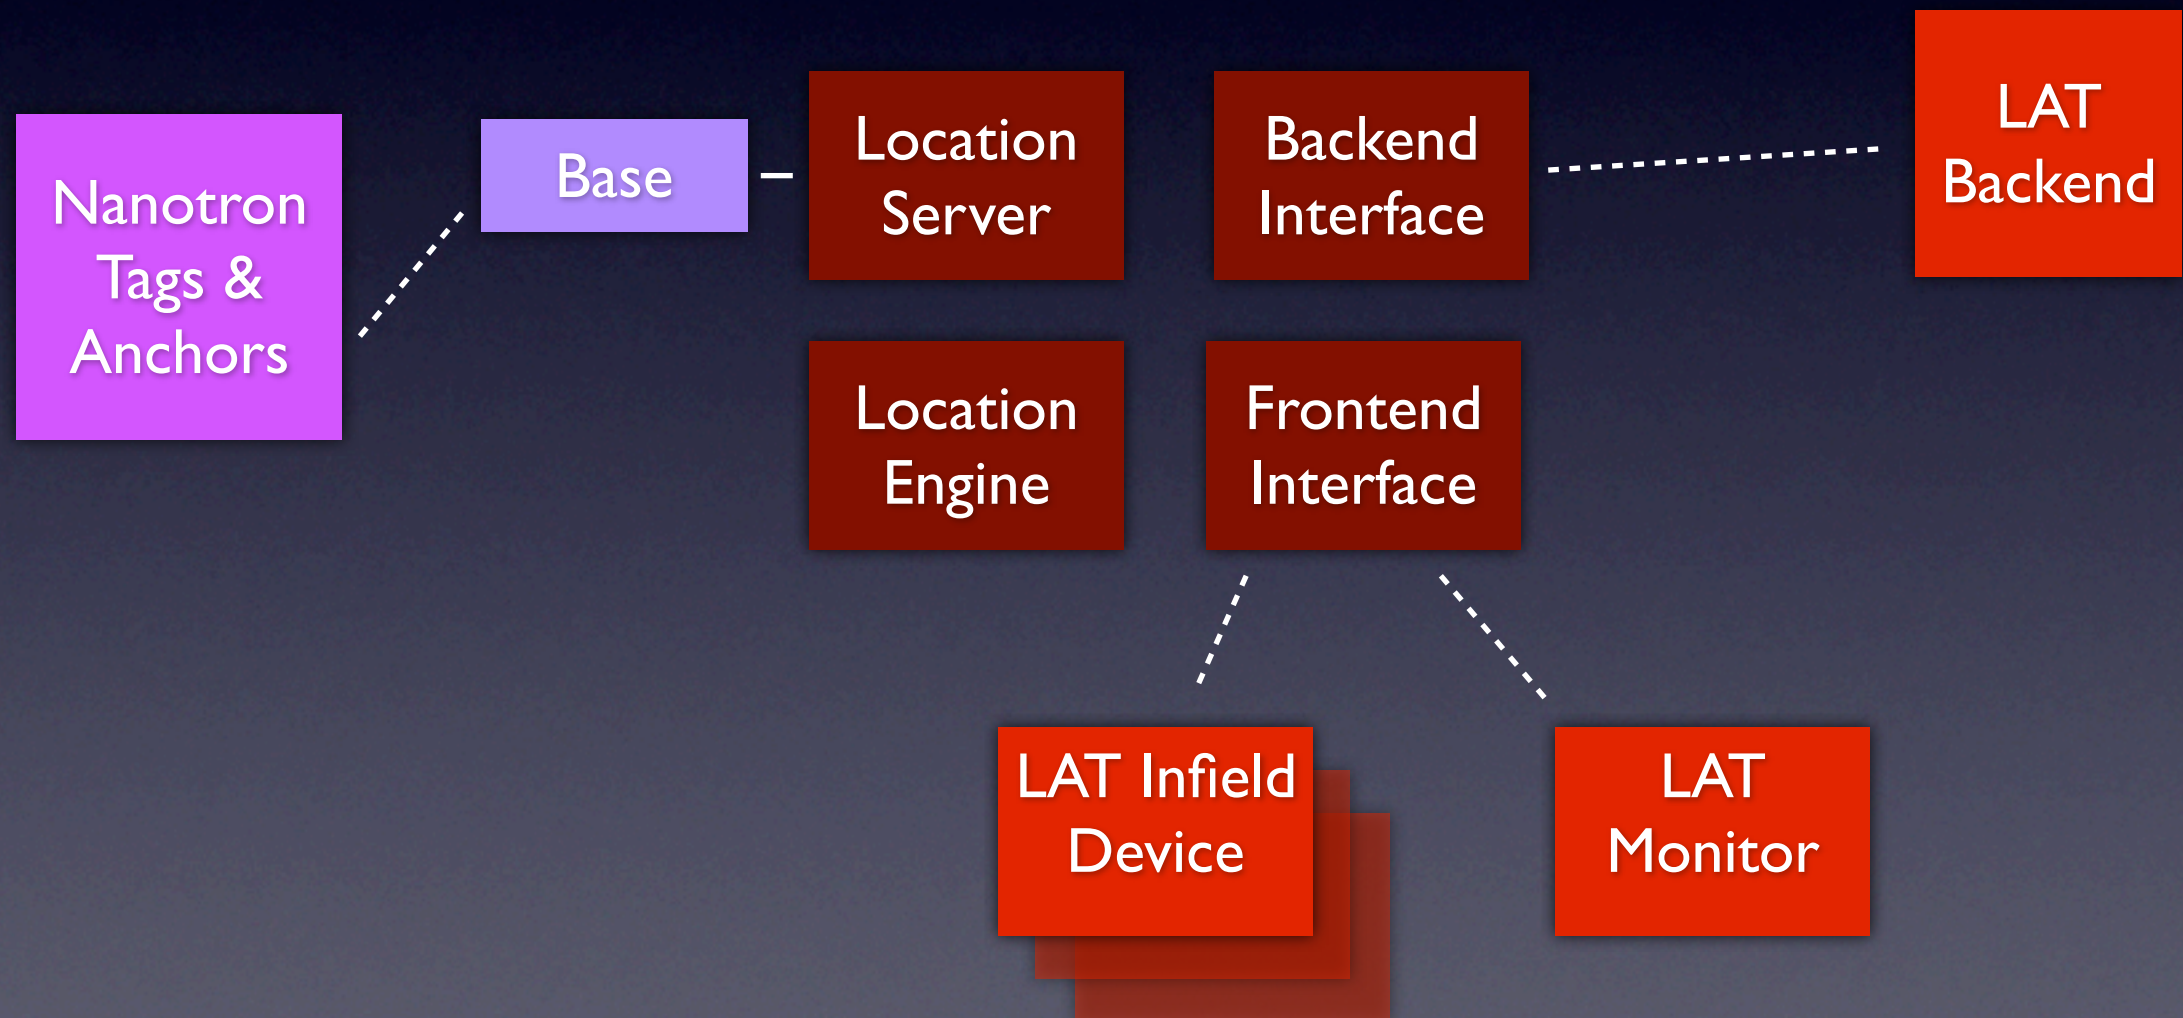 Nanotron
Tags &
Anchors
Base
Location
Server
Backend
Interface
LAT
Backend
Location
Engine
Frontend
Interface
LAT Infield
Device
LAT
Monitor